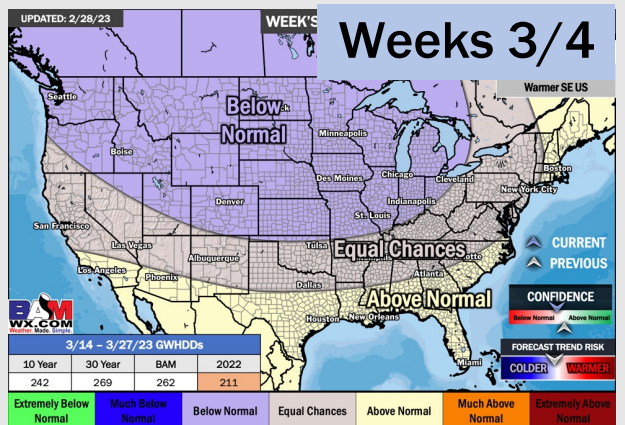 UPDATED: 2/28/23
WEEK'S
Weeks 3/4
Warmer SE US
Seattle
Below
Normal
Minneapolis
Boise
Boston
Des Moines
Chicago
Cleveland
New York City
Denver
Indianapolis
St. Louis
San Francisco
Las Vegas
Tulsa
Equal Chances
Albuquerque
Los Angeles
Phoenix
Atlanta
Dallas
Above Normal
Houston
New Orleans
Miami
CURRENT
PREVIOUS
CONFIDENCE
Below Normal
Above Normal
FORECAST TREND RISK
COLDER
WARMER
BAM
WX.COM
Weather. Made. Simple.
3/14 – 3/27/23 GWHDDs
10 Year 30 Year BAM 2022
242 269 262 211
Extremely Below
Normal
Much Below
Normal
Below Normal
Equal Chances
Above Normal
Much Above
Normal
Extremely Above
Normal